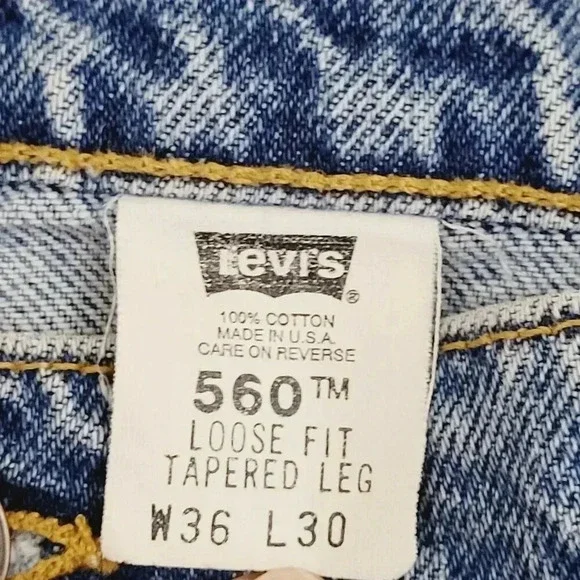 Levi's ®
100% COTTON
MADE IN U.S.A.
CARE ON REVERSE
560™
LOOSE FIT
TAPERED LEG
W36 L30